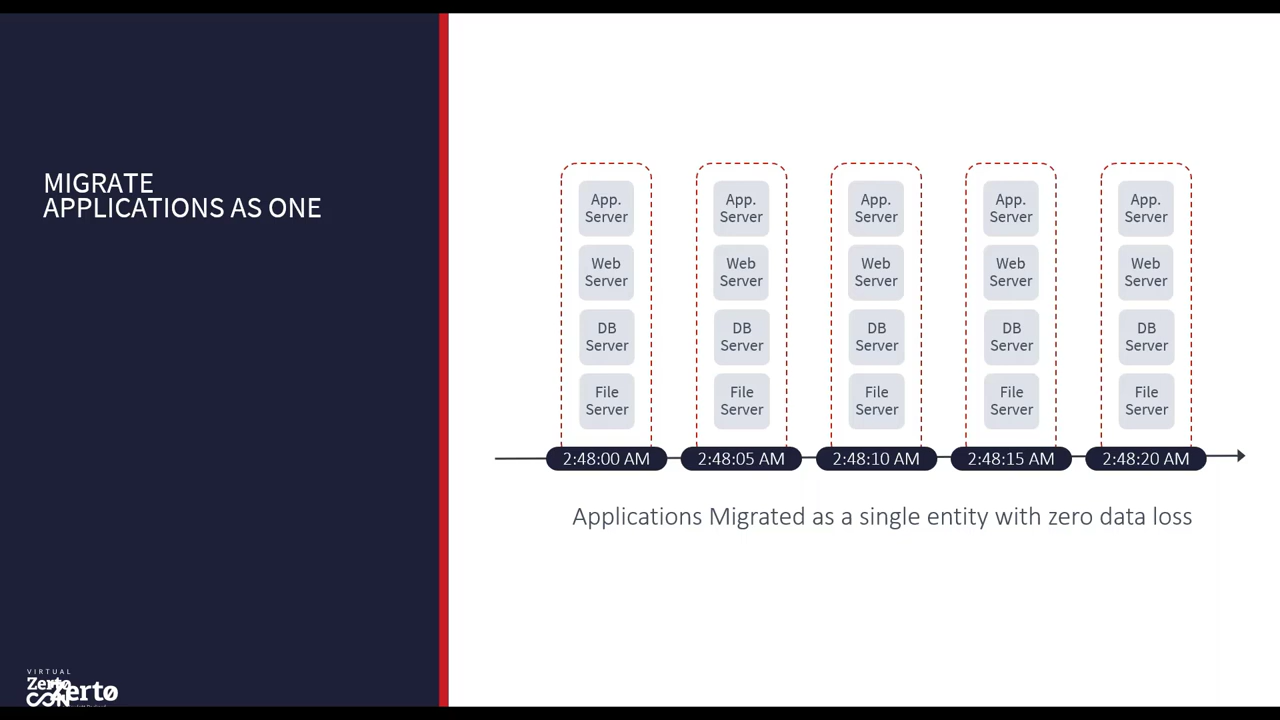 MIGRATE
APPLICATIONS AS ONE
App.
Server
Web
Server
DB
Server
File
Server
2:48:00 AM
App.
Server
Web
Server
DB
Server
File
Server
2:48:05 AM
App.
Server
Web
Server
DB
Server
File
Server
2:48:10 AM
App.
Server
Web
Server
DB
Server
File
Server
2:48:15 AM
App.
Server
Web
Server
DB
Server
File
Server
2:48:20 AM
Applications Migrated as a single entity with zero data loss
VIRTUAL
Zerto
CON
Zerto